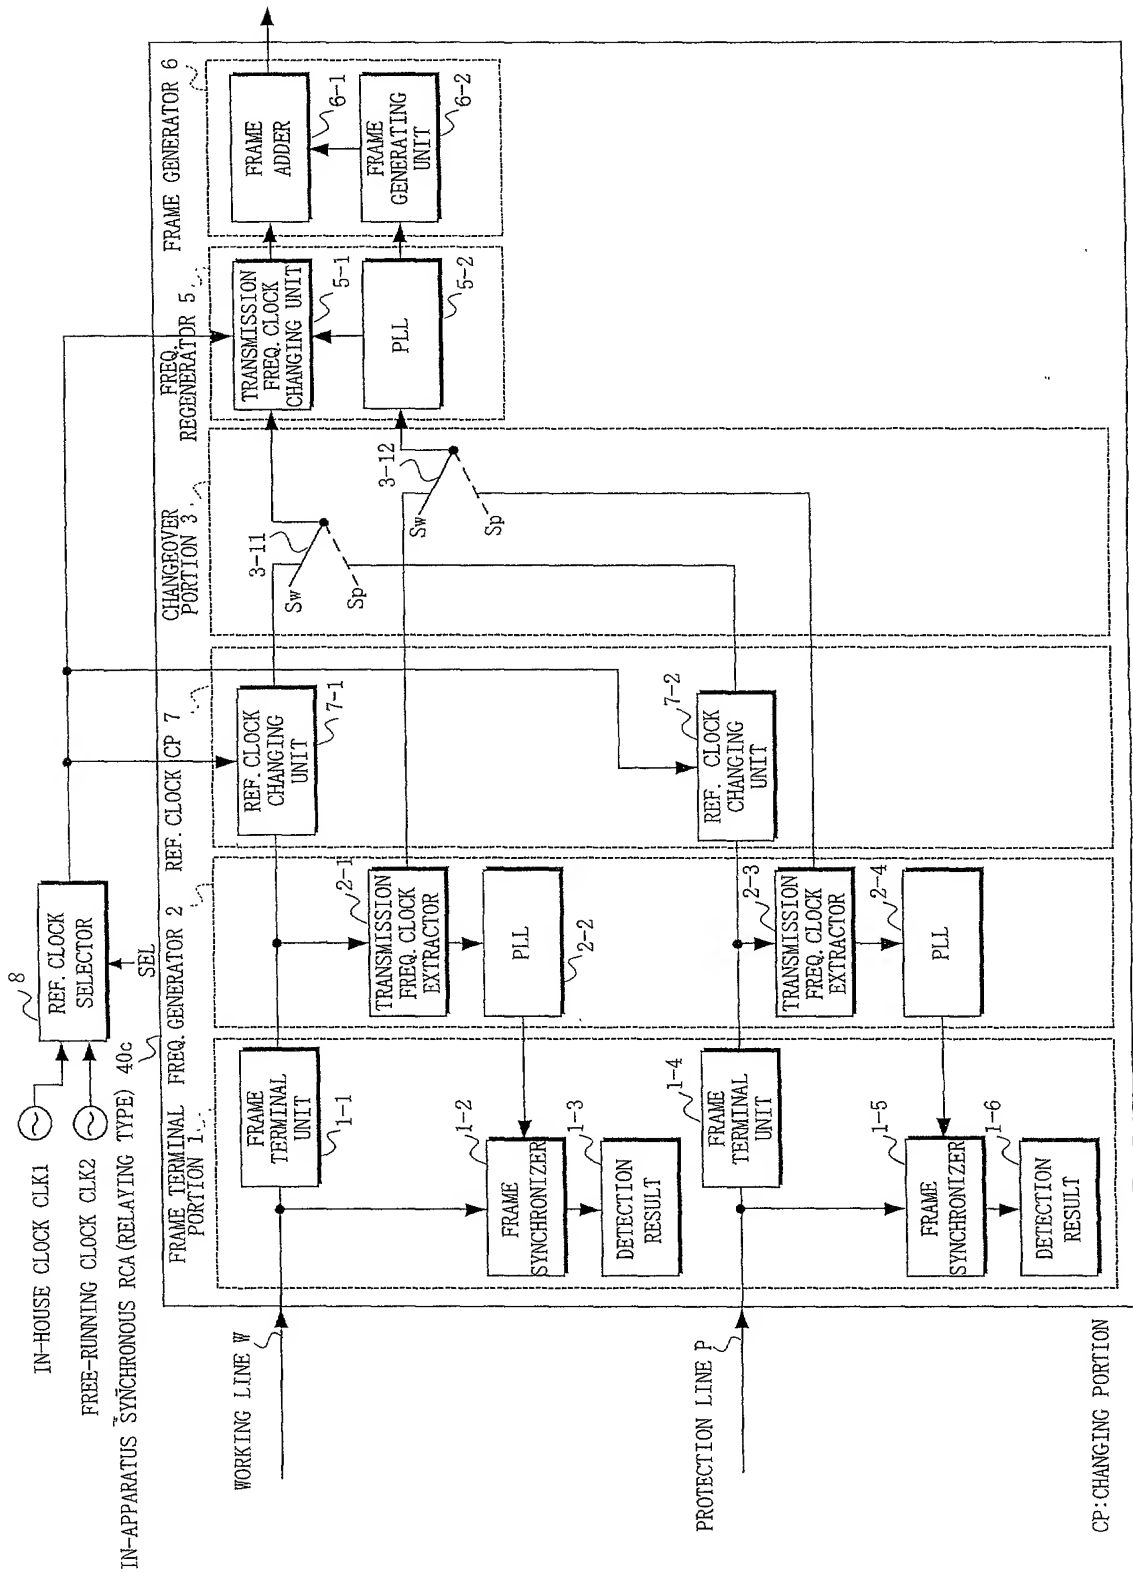 IN-HOUSE CLOCK CLK1
FREE-RUNNING CLOCK CLK2
8
REF. CLOCK
SELECTOR
SEL
IN-APPARATUS SYNCHRONOUS RCA(RELAYING TYPE) 40c
FRAME TERMINAL
PORTION 1
FREQ. GENERATOR 2
REF. CLOCK CP 7
CHANGEOVER
PORTION 3
FREQ.
REGENERATOR 5
FRAME GENERATOR 6
WORKING LINE W
FRAME
TERMINAL
UNIT
1-1
1-2
FRAME
SYNCHRONIZER
1-3
DETECTION
RESULT
2-1
TRANSMISSION
FREQ. CLOCK
EXTRACTOR
PLL
2-2
REF. CLOCK
CHANGING
UNIT
7-1
3-11
Sw
Sp
3-12
Sw
Sp
TRANSMISSION
FREQ. CLOCK
CHANGING UNIT
5-1
PLL
5-2
FRAME
ADDER
6-1
FRAME
GENERATING
UNIT
6-2
PROTECTION LINE P
1-4
FRAME
TERMINAL
UNIT
1-5
FRAME
SYNCHRONIZER
1-6
DETECTION
RESULT
2-3
TRANSMISSION
FREQ. CLOCK
EXTRACTOR
2-4
PLL
7-2
REF. CLOCK
CHANGING
UNIT
CP:CHANGING PORTION